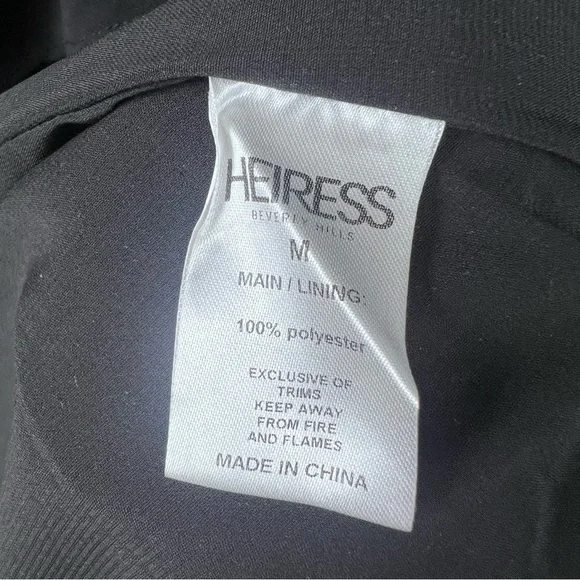 HEIRESS
BEVERLY HILLS
M
MAIN / LINING:
100% polyester
EXCLUSIVE OF
TRIMS
KEEP AWAY
FROM FIRE
AND FLAMES
MADE IN CHINA